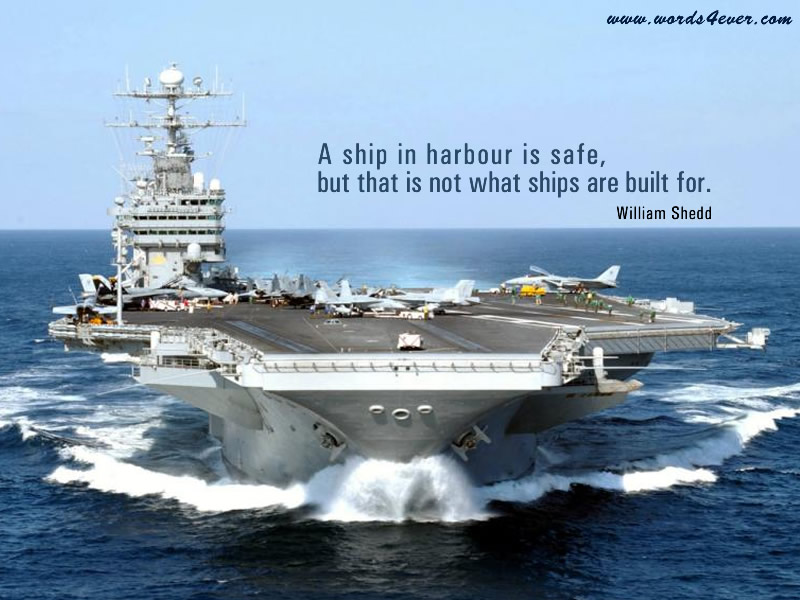 www.words4ever.com
A ship in harbour is safe,
but that is not what ships are built for.
William Shedd